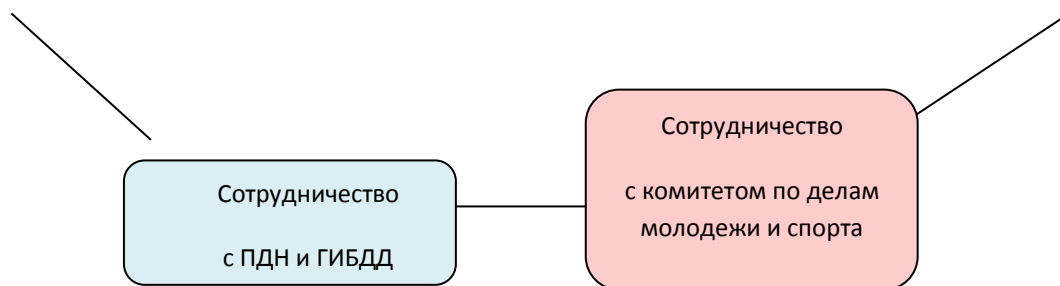 Сотрудничество
с ПДН и ГИБДД
Сотрудничество
с комитетом по делам
молодежи и спорта